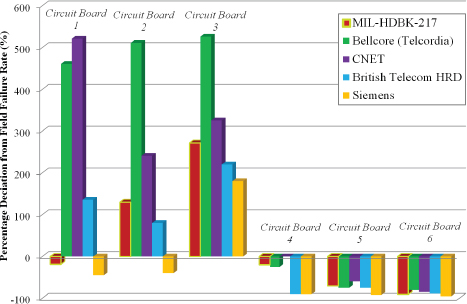 Circuit Board
1
Circuit Board
2
Circuit Board
3
MIL-HDBK-217
Bellcore (Telcordia)
CNET
British Telecom HRD
Siemens
Percentage Deciation from Field Failure Rate (%)
600
500
400
300
200
100
0
-100
Circuit Board
4
Circuit Board
5
Circuit Board
6